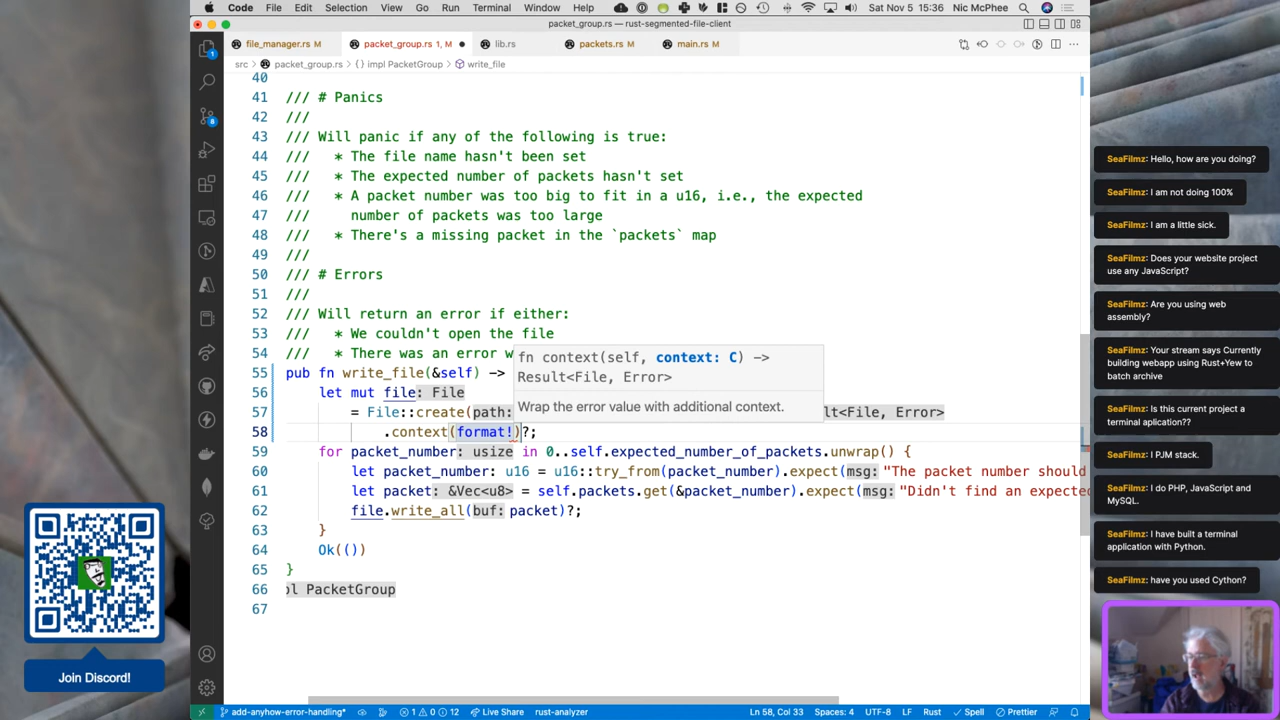 Code File Edit Selection View Go Run Terminal Window Help Sat Nov 5 15:36 Nic McPhee
packet_group.rs — rust-segmented-file-client
file_manager.rs M packet_group.rs 1, M lib.rs packets.rs M main.rs M
src > packet_group.rs > {} impl PacketGroup > write_file
40
41 /// # Panics
42 ///
43 /// Will panic if any of the following is true:
44 /// * The file name hasn't been set
45 /// * The expected number of packets hasn't set
46 /// * A packet number was too big to fit in a u16, i.e., the expected
47 /// number of packets was too large
48 /// * There's a missing packet in the `packets` map
49 ///
50 /// # Errors
51 ///
52 /// Will return an error if either:
53 /// * We couldn't open the file
54 /// * There was an error w
fn context(self, context: C) ->
Result<File, Error>
Wrap the error value with additional context.
55 pub fn write_file(&self) ->
56 let mut file: File
57 = File::create(path: lt<File, Error>
58 .context(format!)?;
59 for packet_number: usize in 0..self.expected_number_of_packets.unwrap() {
60 let packet_number: u16 = u16::try_from(packet_number).expect(msg: "The packet number should
61 let packet: &Vec<u8> = self.packets.get(&packet_number).expect(msg: "Didn't find an expected
62 file.write_all(buf: packet)?;
63 }
64 Ok(())
65 }
66 pl PacketGroup
67
add-anyhow-error-handling* 1 0 12 Live Share rust-analyzer Ln 58, Col 33 Spaces: 4 UTF-8 LF Rust Spell Prettier
1
8
Join Discord!
SeaFilmz: Hello, how are you doing?
SeaFilmz: I am not doing 100%
SeaFilmz: I am a little sick.
SeaFilmz: Does your website project
use any JavaScript?
SeaFilmz: Are you using web
assembly?
SeaFilmz: Your stream says Currently
building webapp using Rust+Yew to
batch archive
SeaFilmz: Is this current project a
terminal aplication??
SeaFilmz: I PJM stack.
SeaFilmz: I do PHP, JavaScript and
MySQL.
SeaFilmz: I have built a terminal
application with Python.
SeaFilmz: have you used Cython?